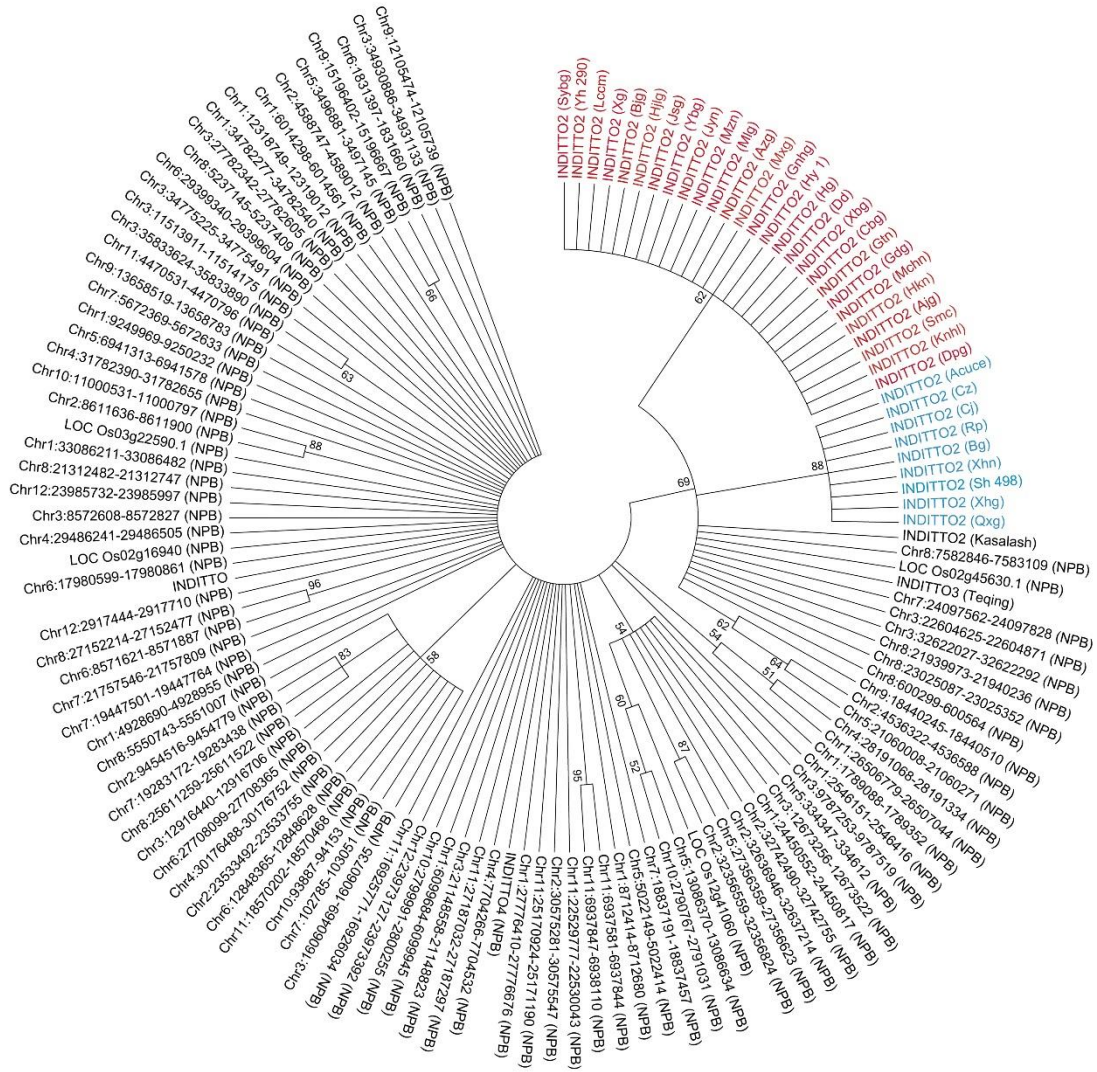 INDITTO2 (Sybg)
INDITTO2 (Yh 290)
INDITTO2 (Lccm)
INDITTO2 (Xg)
INDITTO2 (Bjg)
INDITTO2 (Hjig)
INDITTO2 (Jsg)
INDITTO2 (Ybg)
INDITTO2 (Jyn)
INDITTO2 (Mzn)
INDITTO2 (Mlg)
INDITTO2 (Azg)
INDITTO2 (Mxg)
INDITTO2 (Gnhg)
INDITTO2 (Hy 1)
INDITTO2 (Hg)
INDITTO2 (Dd)
INDITTO2 (Xbg)
INDITTO2 (Cbg)
INDITTO2 (Gln)
INDITTO2 (Gdg)
INDITTO2 (Mchn)
INDITTO2 (Hkn)
INDITTO2 (Ajg)
INDITTO2 (Smc)
INDITTO2 (Knhl)
INDITTO2 (Dpg)
INDITTO2 (Acuce)
INDITTO2 (Cz)
INDITTO2 (Cj)
INDITTO2 (Rp)
INDITTO2 (Bg)
INDITTO2 (Xhn)
INDITTO2 (Sh 498)
INDITTO2 (Xhg)
INDITTO2 (Qxg)
INDITTO2 (Kasalash)
Chr8:7582846-7583109 (NPB)
LOC Os02g45630.1 (NPB)
INDITTO3 (Teqing)
Chr7:24097562-24097828 (NPB)
Chr3:22604625-22604871 (NPB)
Chr3:32622027-32622292 (NPB)
Chr8:21939973-21940236 (NPB)
Chr8:23025087-23025352 (NPB)
Chr8:600299-600564 (NPB)
Chr9:18440245-18440510 (NPB)
Chr2:4536322-4536588 (NPB)
Chr5:21060008-21060271 (NPB)
Chr4:28191068-28191334 (NPB)
Chr1:26506779-26507044 (NPB)
Chr1:1789088-1789352 (NPB)
Chr1:2546151-2546416 (NPB)
Chr3:9787253-9787519 (NPB)
Chr5:3343347-3343612 (NPB)
Chr3:12673256-12673522 (NPB)
Chr1:24450552-24450817 (NPB)
Chr2:32742490-32742755 (NPB)
Chr2:32636946-32637214 (NPB)
Chr5:27356359-27356623 (NPB)
Chr2:32356559-32356824 (NPB)
LOC Os12g41060 (NPB)
Chr5:13086370-13086634 (NPB)
Chr10:2790767-2791031 (NPB)
Chr7:18837191-18837457 (NPB)
Chr5:5022149-5022414 (NPB)
Chr1:8712414-8712680 (NPB)
Chr11:6937581-6937844 (NPB)
Chr11:6937847-6938110 (NPB)
Chr11:22529777-22530043 (NPB)
Chr2:30575281-30575547 (NPB)
Chr11:25170924-25171190 (NPB)
Chr1:27776410-27776676 (NPB)
INDITTO4 (NPB)
Chr4:7704266-7704532 (NPB)
Chr1:27187032-27187297 (NPB)
Chr3:21148558-21148823 (NPB)
Chr1:6099684-6099945 (NPB)
Chr10:2799991-2800255 (NPB)
Chr12:23973127-23973392 (NPB)
Chr11:16925771-16926034 (NPB)
Chr3:16060469-16060735 (NPB)
Chr7:102785-103051 (NPB)
Chr10:93887-94153 (NPB)
Chr11:18570202-18570468 (NPB)
Chr6:12848365-12848628 (NPB)
Chr2:23533492-23533755 (NPB)
Chr4:30176488-30176752 (NPB)
Chr6:27708099-27708365 (NPB)
Chr3:12916440-12916706 (NPB)
Chr8:25611259-25611522 (NPB)
Chr7:19283172-19283438 (NPB)
Chr2:9454516-9454779 (NPB)
Chr8:5550743-5551007 (NPB)
Chr1:4928690-4928955 (NPB)
Chr7:19447501-19447764 (NPB)
Chr7:21757546-21757809 (NPB)
Chr6:8571621-8571887 (NPB)
Chr8:27152214-27152477 (NPB)
Chr12:2917444-2917710 (NPB)
INDITTO
Chr6:17980599-17980861 (NPB)
LOC Os02g16940 (NPB)
Chr4:29486241-29486505 (NPB)
Chr3:8572608-8572827 (NPB)
Chr12:23985732-23985997 (NPB)
Chr8:21312482-21312747 (NPB)
Chr1:33086211-33086482 (NPB)
LOC Os03g22590.1 (NPB)
Chr2:8611636-8611900 (NPB)
Chr10:11000531-11000797 (NPB)
Chr4:31782390-31782655 (NPB)
Chr5:6941313-6941578 (NPB)
Chr1:9249969-9250232 (NPB)
Chr7:5672369-5672633 (NPB)
Chr9:13658519-13658783 (NPB)
Chr11:4470531-4470796 (NPB)
Chr3:35833624-35833890 (NPB)
Chr3:11513911-11514175 (NPB)
Chr3:34775225-34775491 (NPB)
Chr6:29399340-29399604 (NPB)
Chr8:5237145-5237409 (NPB)
Chr3:27782342-27782605 (NPB)
Chr1:34782277-34782540 (NPB)
Chr1:12318749-12319012 (NPB)
Chr1:6014298-6014561 (NPB)
Chr2:4588747-4589012 (NPB)
Chr5:3496881-3497145 (NPB)
Chr9:15196402-15196667 (NPB)
Chr6:1831397-1831660 (NPB)
Chr3:34930886-34931133 (NPB)
Chr9:12105474-12105739 (NPB)
62
88
69
62
54
64
51
54
60
87
52
95
58
83
96
88
63
66